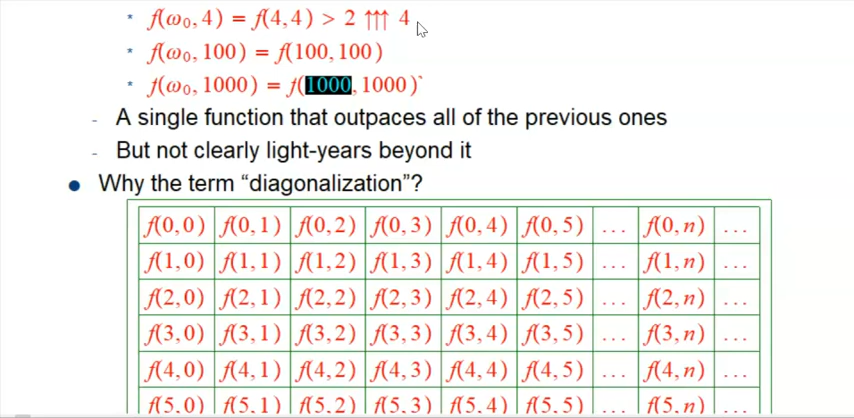 * f(ω₀, 4) = f(4, 4) > 2 ↑↑↑ 4
* f(ω₀, 100) = f(100, 100)
* f(ω₀, 1000) = f(1000, 1000)`
- A single function that outpaces all of the previous ones
- But not clearly light-years beyond it
● Why the term “diagonalization”?
f(0, 0) f(0, 1) f(0, 2) f(0, 3) f(0, 4) f(0, 5) ... f(0, n) ...
f(1, 0) f(1, 1) f(1, 2) f(1, 3) f(1, 4) f(1, 5) ... f(1, n) ...
f(2, 0) f(2, 1) f(2, 2) f(2, 3) f(2, 4) f(2, 5) ... f(2, n) ...
f(3, 0) f(3, 1) f(3, 2) f(3, 3) f(3, 4) f(3, 5) ... f(3, n) ...
f(4, 0) f(4, 1) f(4, 2) f(4, 3) f(4, 4) f(4, 5) ... f(4, n) ...
f(5, 0) f(5, 1) f(5, 2) f(5, 3) f(5, 4) f(5, 5) ... f(5, n) ...